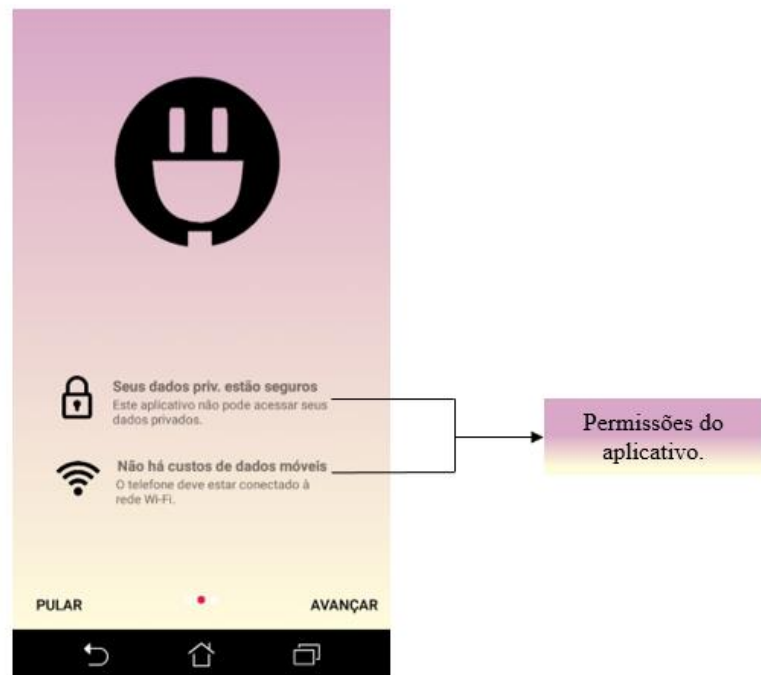 Seus dados priv. estão seguros
Este aplicativo não pode acessar seus
dados privados.
Não há custos de dados móveis
O telefone deve estar conectado à
rede Wi-Fi.
Permissões do
aplicativo.
PULAR
AVANÇAR